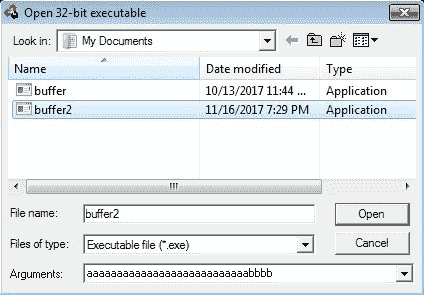 Open 32-bit executable
Look in: My Documents
Name Date modified Type
buffer 10/13/2017 11:44 ... Application
buffer2 11/16/2017 7:29 PM Application
File name: buffer2 Open
Files of type: Executable file (*.exe) Cancel
Arguments: aaaaaaaaaaaaaaaaaaaaaaaaaaabbbb